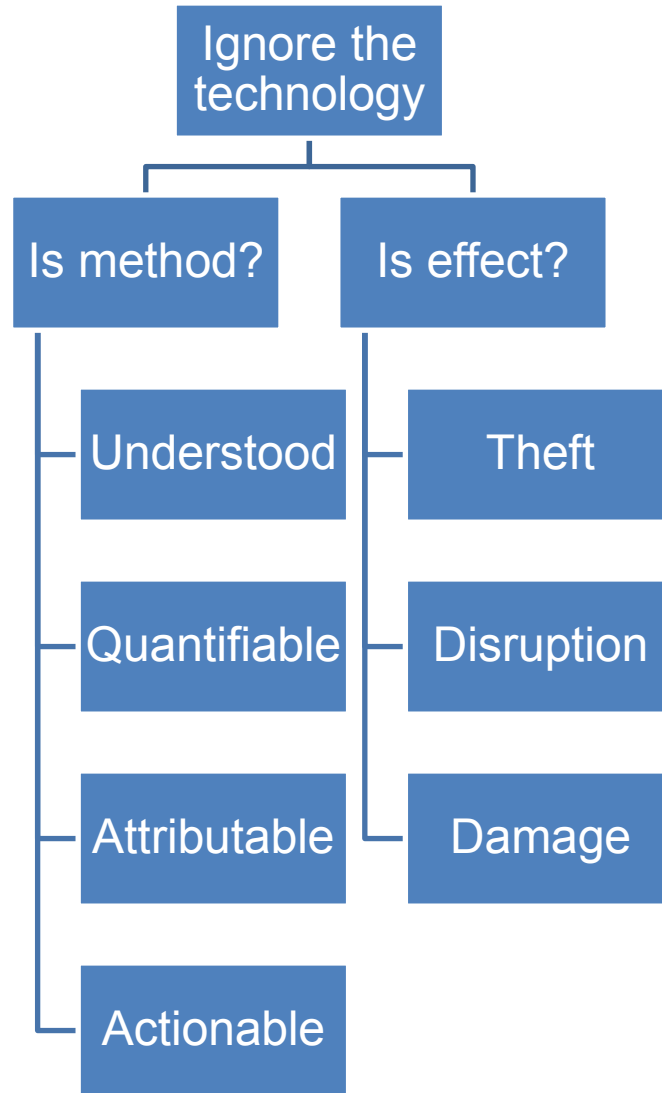 Ignore the
technology
Is method?
Understood
Quantifiable
Attributable
Actionable
Is effect?
Theft
Disruption
Damage